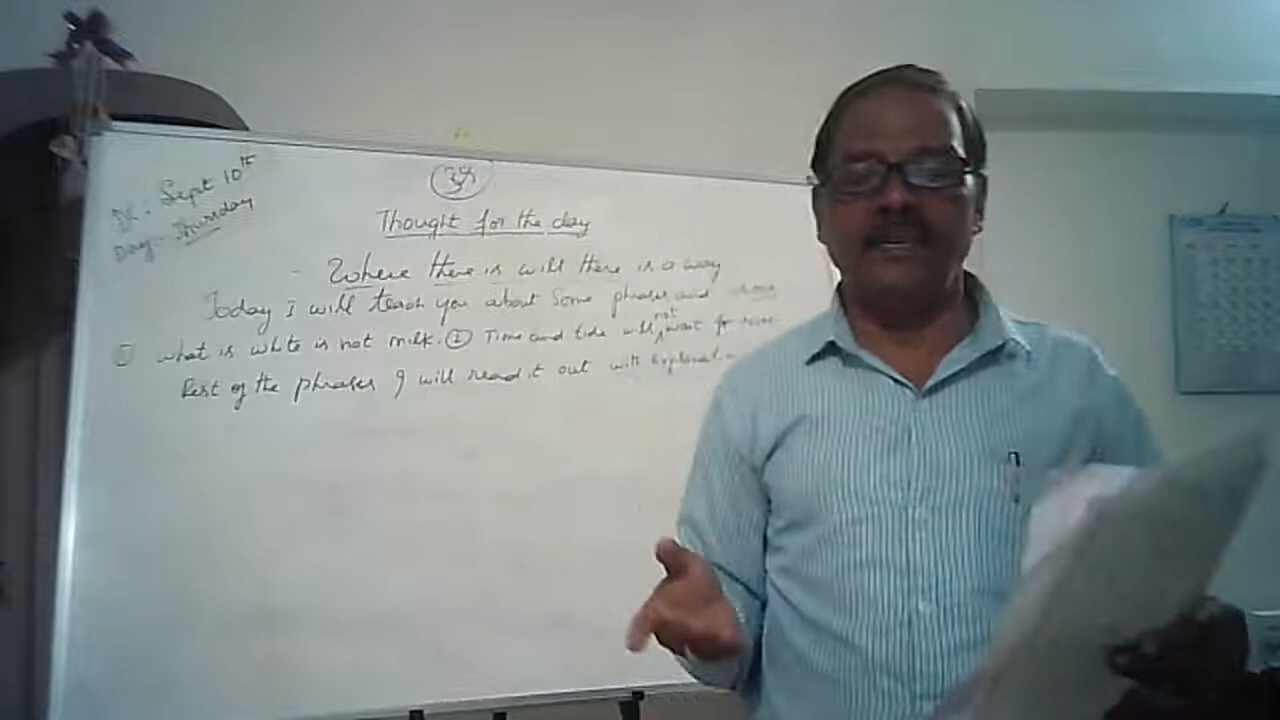 Dt: Sept 10th
Day:- Thursday
ॐ
Thought for the day
- Where there is will there is a way
Today I will teach you about Some phrases and
① what is white is not milk. ② Time and tide will not wait for
Rest of the phrases I will read it out with